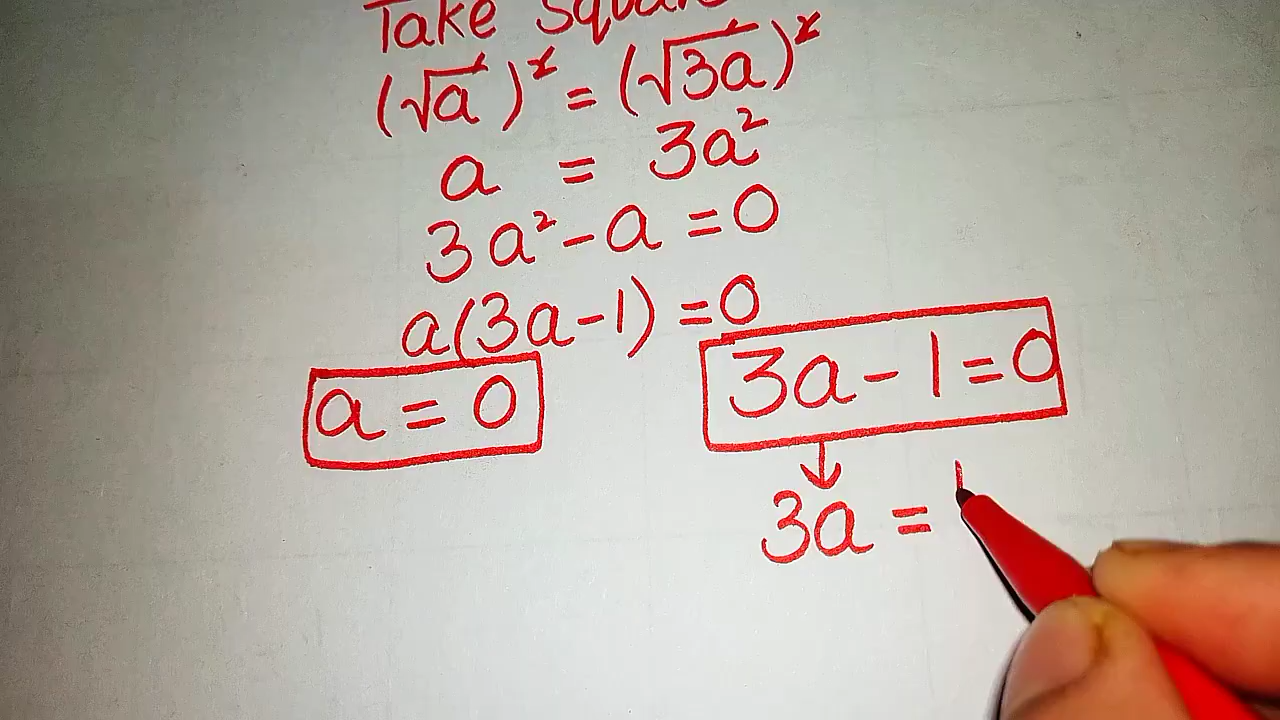 Take Square
(√a)² = (√3a)²
a = 3a²
3a² - a = 0
a(3a - 1) = 0
a = 0
3a - 1 = 0
↓
3a = 1